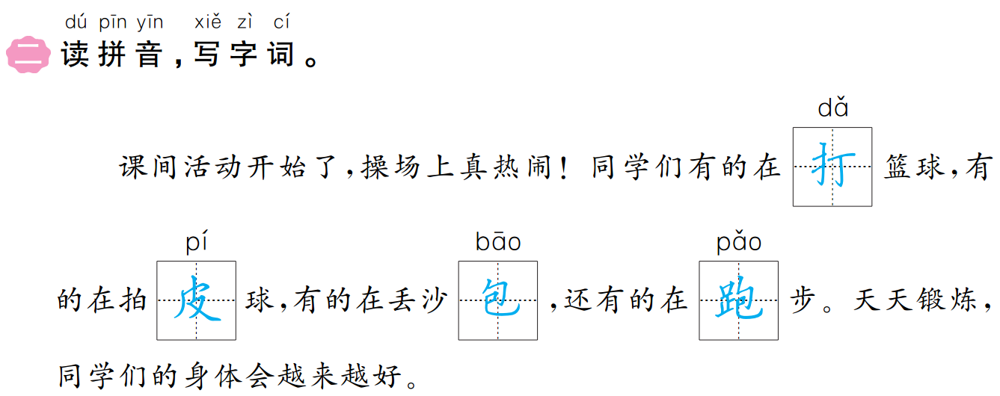 dú pīn yīn xiě zì cí
二 读拼音，写字词。
dǎ
课间活动开始了，操场上真热闹！同学们有的在打篮球，有
pí bāo pǎo
的在拍皮球，有的在丢沙包，还有的在跑步。天天锻炼，
同学们的身体会越来越好。